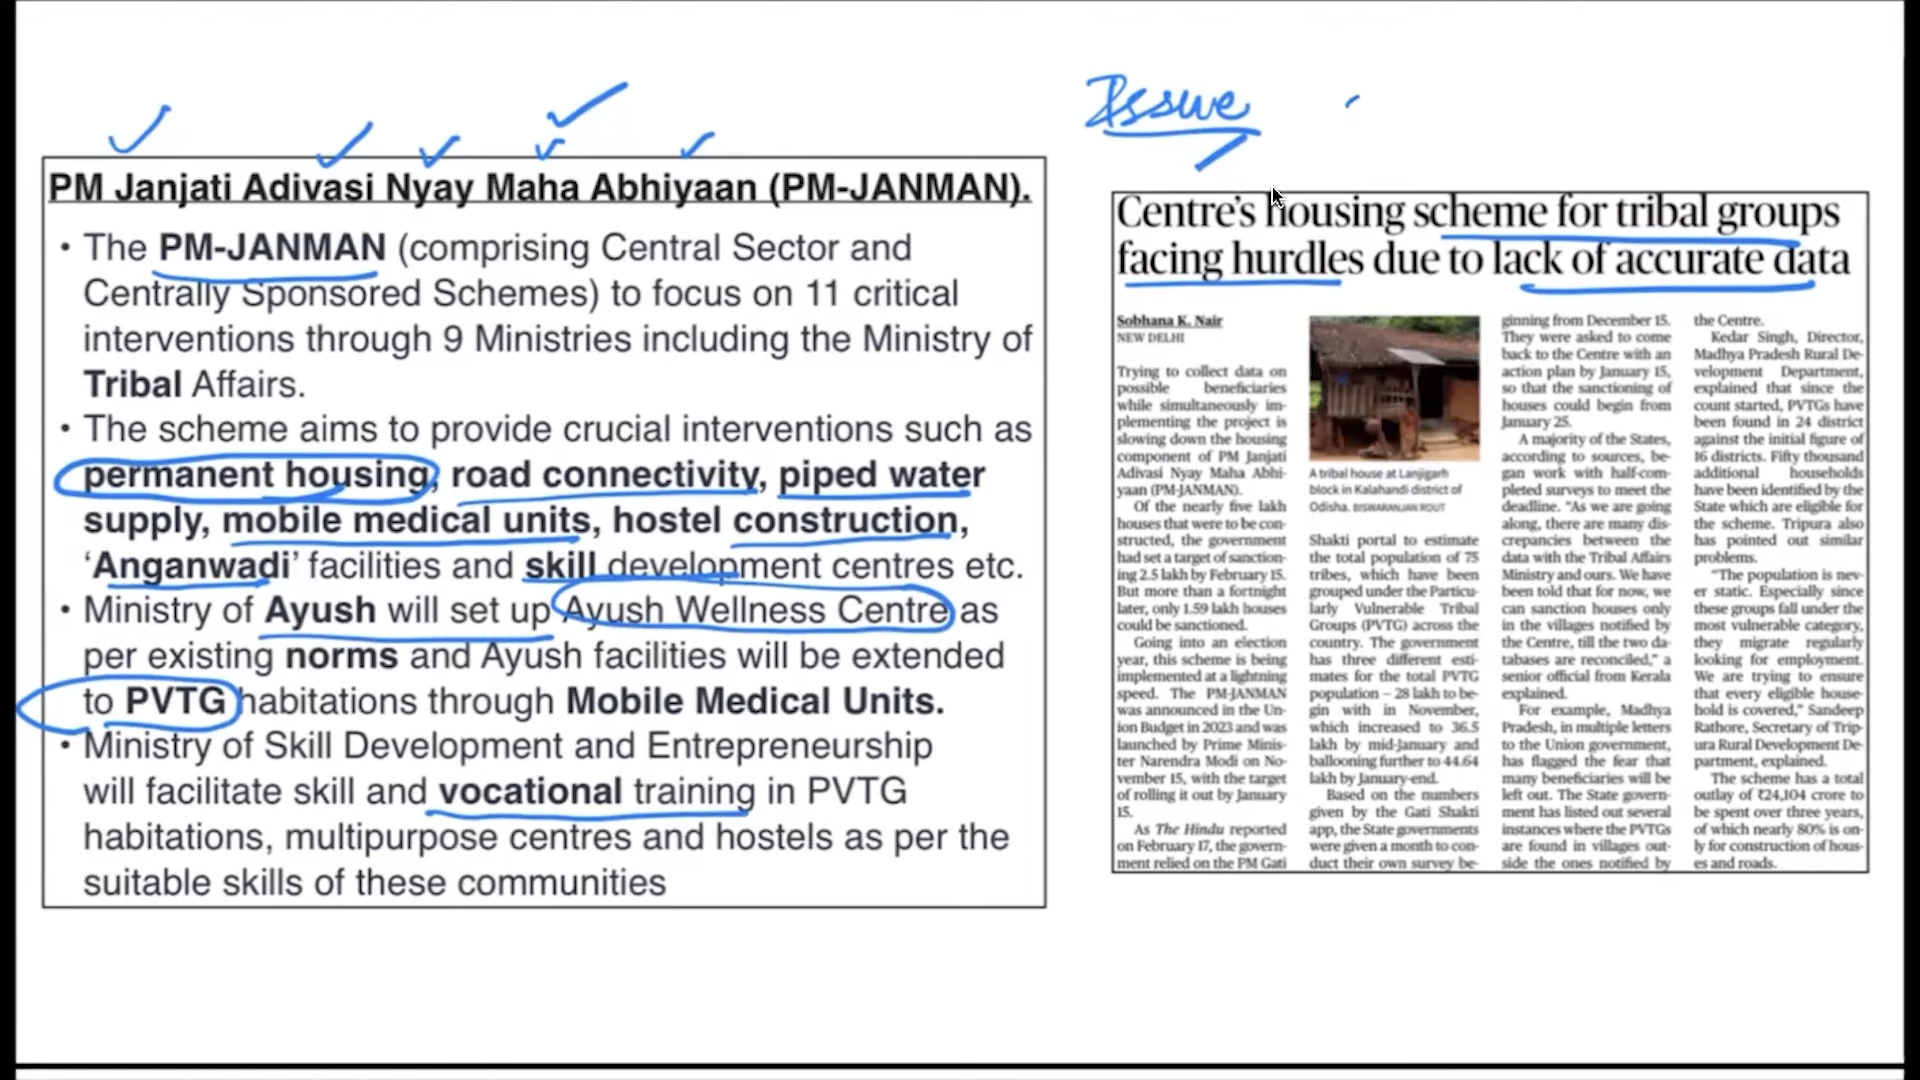 Issue
PM Janjati Adivasi Nyay Maha Abhiyaan (PM-JANMAN).
• The PM-JANMAN (comprising Central Sector and
Centrally Sponsored Schemes) to focus on 11 critical
interventions through 9 Ministries including the Ministry of
Tribal Affairs.
• The scheme aims to provide crucial interventions such as
permanent housing, road connectivity, piped water
supply, mobile medical units, hostel construction,
‘Anganwadi’ facilities and skill development centres etc.
• Ministry of Ayush will set up Ayush Wellness Centre as
per existing norms and Ayush facilities will be extended
to PVTG habitations through Mobile Medical Units.
• Ministry of Skill Development and Entrepreneurship
will facilitate skill and vocational training in PVTG
habitations, multipurpose centres and hostels as per the
suitable skills of these communities
Centre’s housing scheme for tribal groups
facing hurdles due to lack of accurate data
Sobhana K. Nair
NEW DELHI
Trying to collect data on
possible beneficiaries
while simultaneously im-
plementing the project is
slowing down the housing
component of PM Janjati
Adivasi Nyay Maha Abhi-
yaan (PM-JANMAN).
Of the nearly five lakh
houses that were to be con-
structed, the government
had set a target of sanction-
ing 2.5 lakh by February 15.
But more than a fortnight
later, only 1.59 lakh houses
could be sanctioned.
Going into an election
year, this scheme is being
implemented at a lightning
speed. The PM-JANMAN
was announced in the Un-
ion Budget in 2023 and was
launched by Prime Minis-
ter Narendra Modi on No-
vember 15, with the target
of rolling it out by January
15.
As The Hindu reported
on February 17, the govern-
ment relied on the PM Gati
A tribal house at Lanjigarh
block in Kalahandi district of
Odisha. BISWARANJAN ROUT
Shakti portal to estimate
the total population of 75
tribes, which have been
grouped under the Particu-
larly Vulnerable Tribal
Groups (PVTG) across the
country. The government
has three different esti-
mates for the total PVTG
population – 28 lakh to be-
gin with in November,
which increased to 36.5
lakh by mid-January and
ballooning further to 44.64
lakh by January-end.
Based on the numbers
given by the Gati Shakti
app, the State governments
were given a month to con-
duct their own survey be-
ginning from December 15.
They were asked to come
back to the Centre with an
action plan by January 15,
so that the sanctioning of
houses could begin from
January 25.
A majority of the States,
according to sources, be-
gan work with half-com-
pleted surveys to meet the
deadline. “As we are going
along, there are many dis-
crepancies between the
data with the Tribal Affairs
Ministry and ours. We have
been told that for now, we
can sanction houses only
in the villages notified by
the Centre, till the two da-
tabases are reconciled,” a
senior official from Kerala
explained.
For example, Madhya
Pradesh, in multiple letters
to the Union government,
has flagged the fear that
many beneficiaries will be
left out. The State govern-
ment has listed out several
instances where the PVTGs
are found in villages out-
side the ones notified by
the Centre.
Kedar Singh, Director,
Madhya Pradesh Rural De-
velopment Department,
explained that since the
count started, PVTGs have
been found in 24 district
against the initial figure of
16 districts. Fifty thousand
additional households
have been identified by the
State which are eligible for
the scheme. Tripura also
has pointed out similar
problems.
“The population is nev-
er static. Especially since
these groups fall under the
most vulnerable category,
they migrate regularly
looking for employment.
We are trying to ensure
that every eligible house-
hold is covered,” Sandeep
Rathore, Secretary of Trip-
ura Rural Development De-
partment, explained.
The scheme has a total
outlay of ₹24,104 crore to
be spent over three years,
of which nearly 80% is on-
ly for construction of hous-
es and roads.